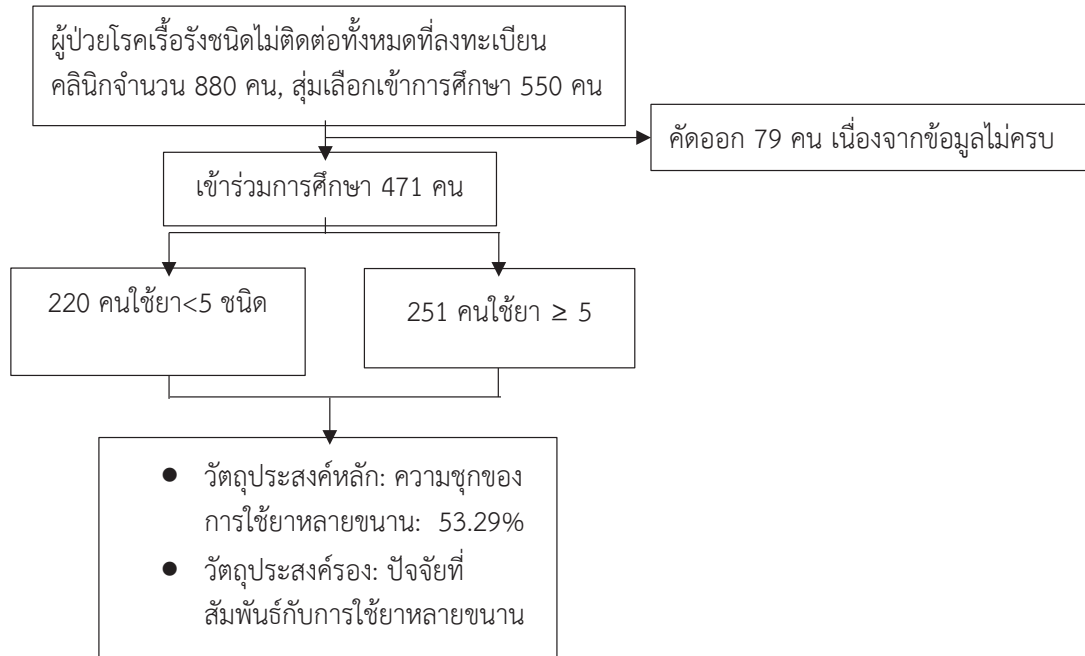 ผู้ป่วยโรคเรื้อรังชนิดไม่ติดต่อทั้งหมดที่ลงทะเบียน
คลินิกจำนวน 880 คน, สุ่มเลือกเข้าการศึกษา 550 คน
คัดออก 79 คน เนื่องจากข้อมูลไม่ครบ
เข้าร่วมการศึกษา 471 คน
220 คนใช้ยา<5 ชนิด
251 คนใช้ยา ≥ 5
● วัตถุประสงค์หลัก: ความชุกของ
การใช้ยาหลายขนาน: 53.29%
● วัตถุประสงค์รอง: ปัจจัยที่
สัมพันธ์กับการใช้ยาหลายขนาน